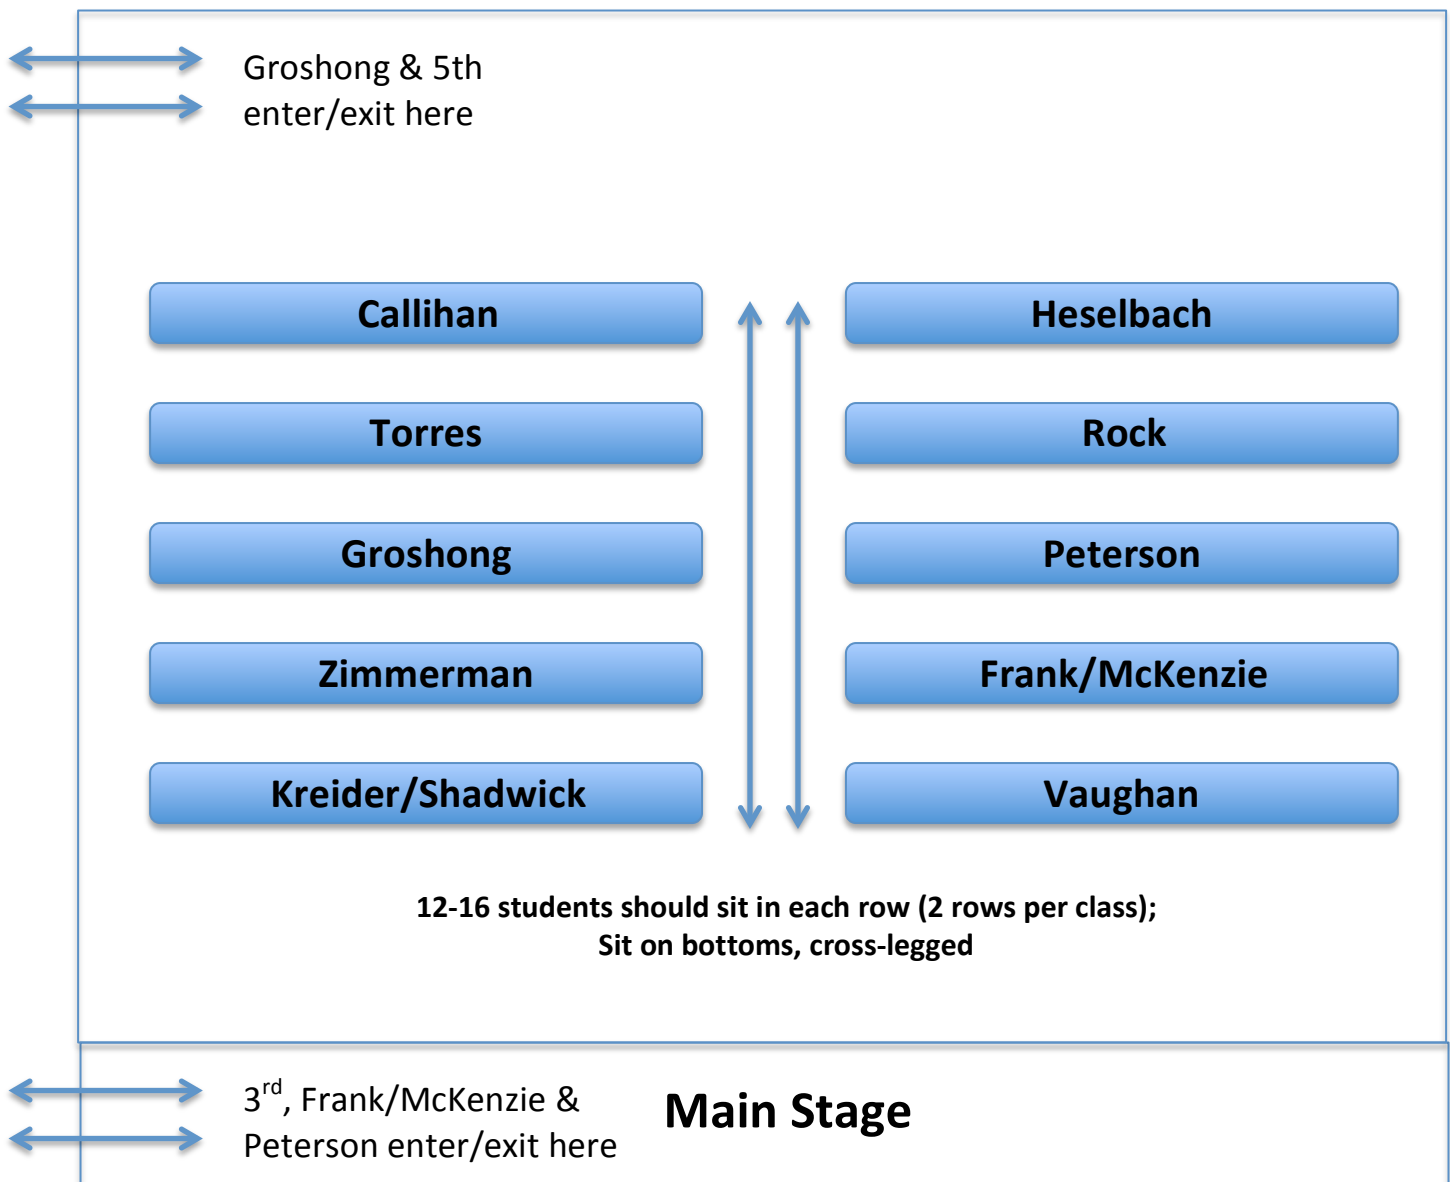 Groshong & 5th
enter/exit here
Callihan
Heselbach
Torres
Rock
Groshong
Peterson
Zimmerman
Frank/McKenzie
Kreider/Shadwick
Vaughan
12-16 students should sit in each row (2 rows per class);
Sit on bottoms, cross-legged
3rd, Frank/McKenzie &
Peterson enter/exit here
Main Stage